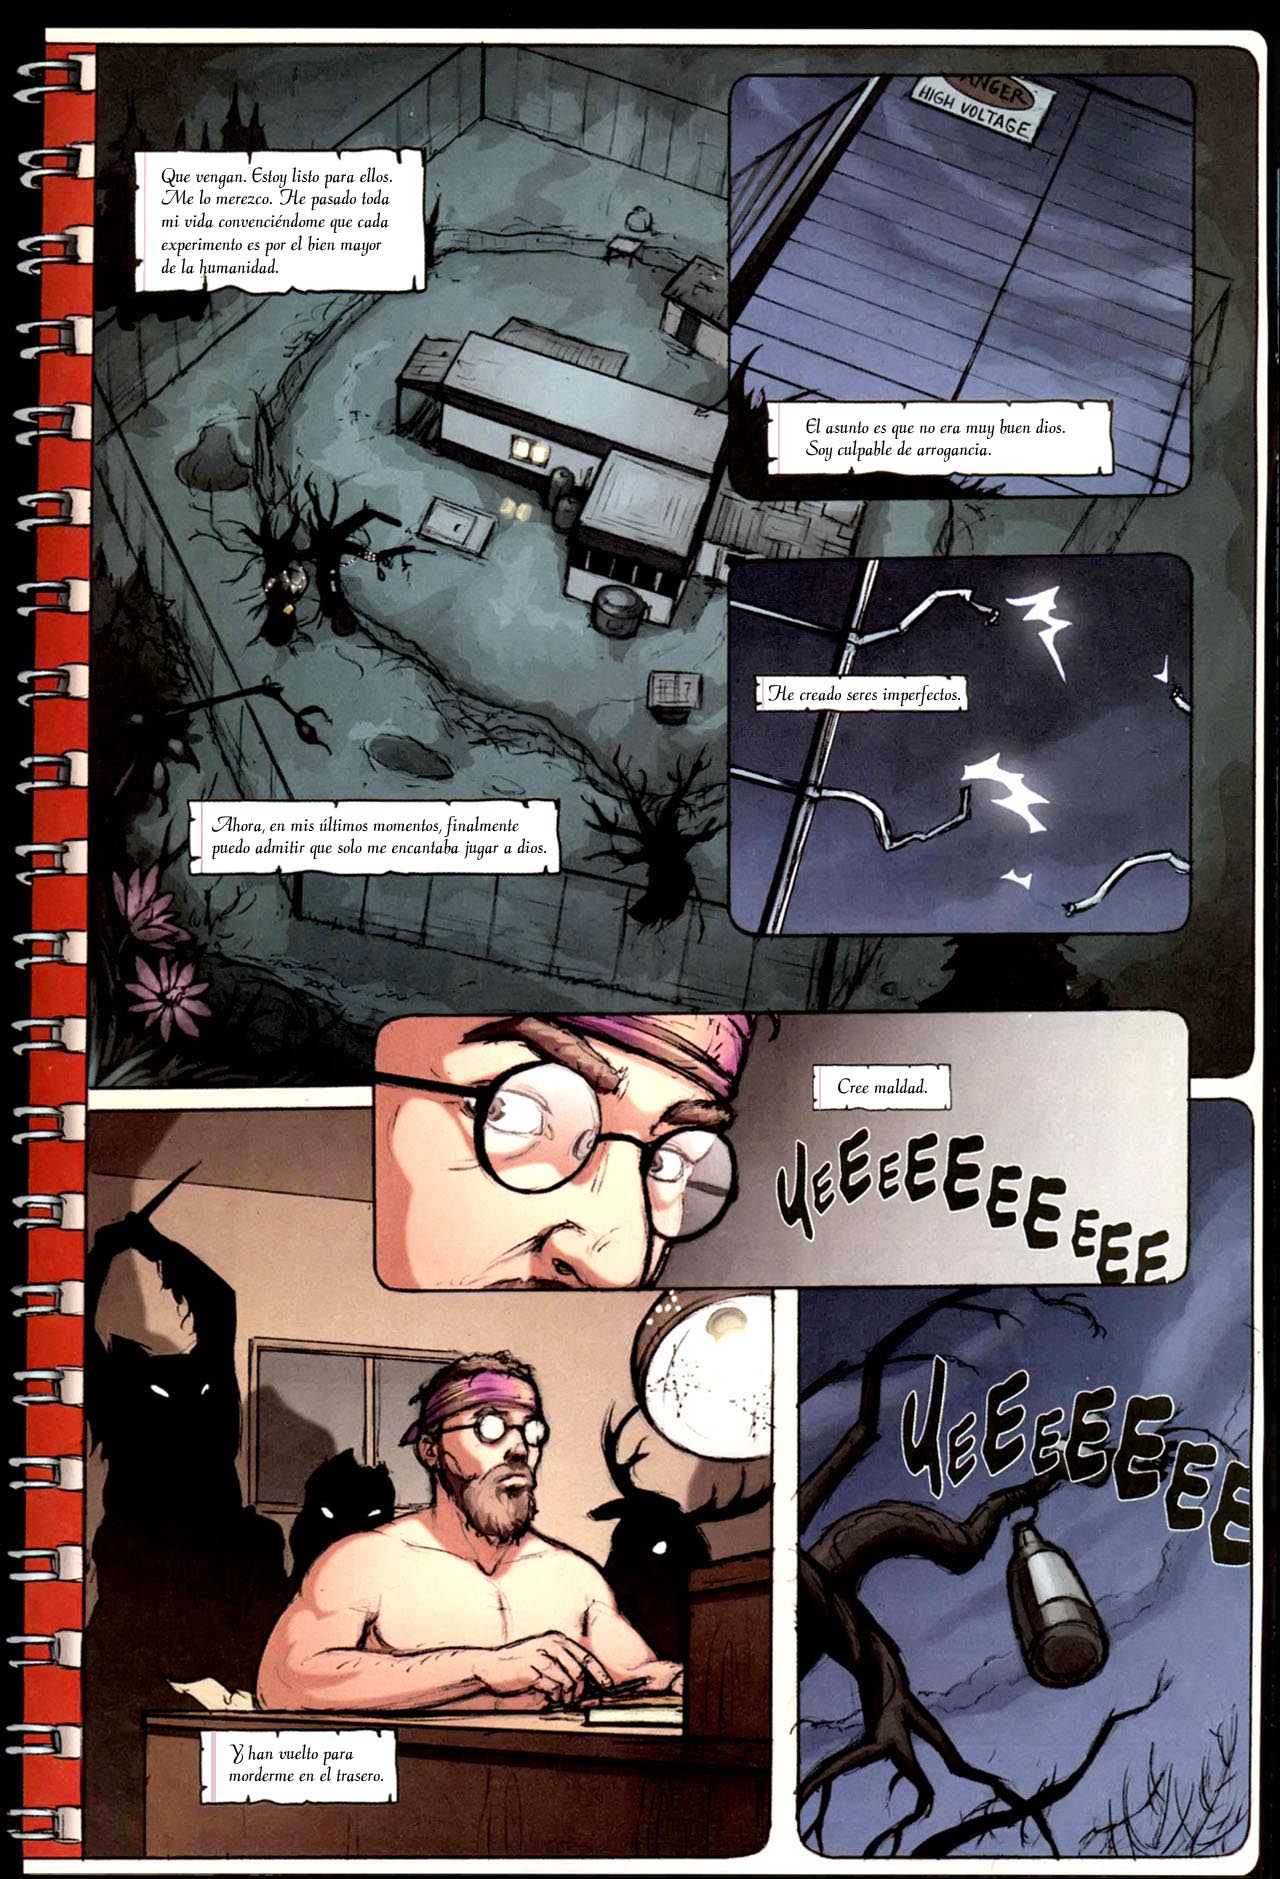 Que vengan. Estoy listo para ellos.
Me lo merezco. He pasado toda
mi vida convenciéndome que cada
experimento es por el bien mayor
de la humanidad.
Ahora, en mis últimos momentos, finalmente
puedo admitir que solo me encantaba jugar a dios.
ANGER
HIGH VOLTAGE
El asunto es que no era muy buen dios.
Soy culpable de arrogancia.
He creado seres imperfectos.
Cree maldad.
YEEEEEEEEEEE
Y han vuelto para
morderme en el trasero.
YEEEEEEEE